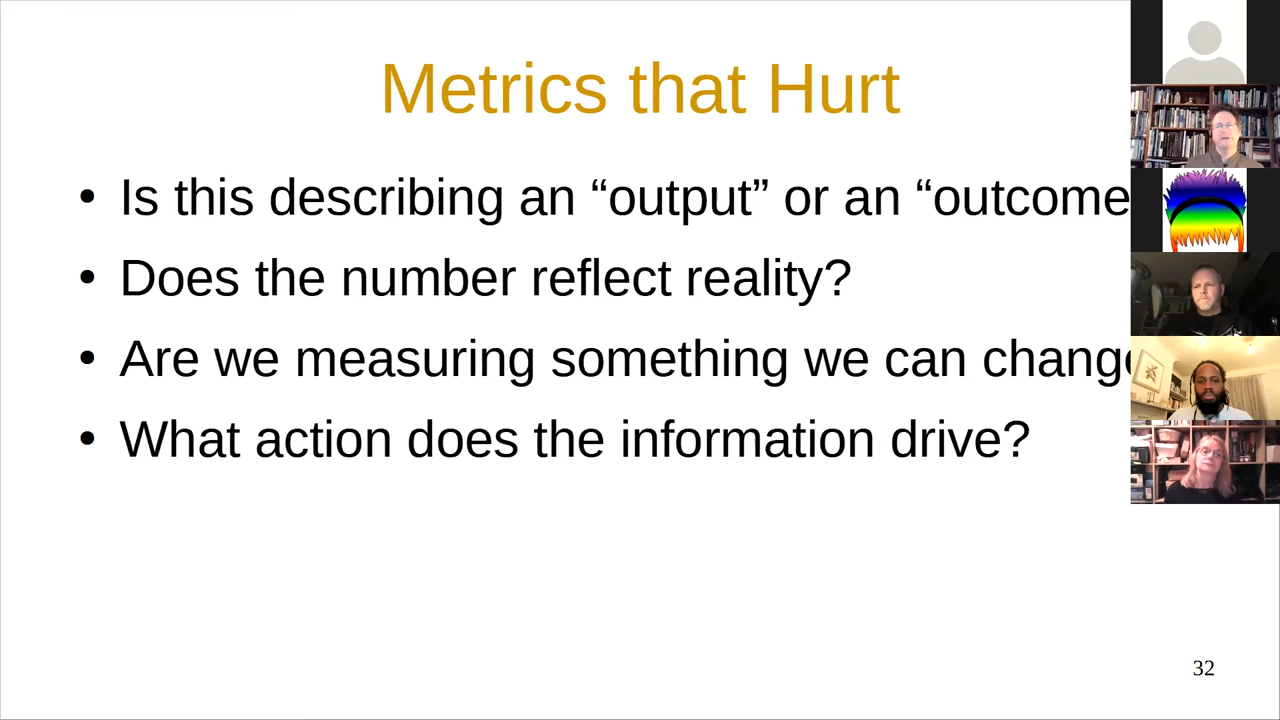 Metrics that Hurt
• Is this describing an “output” or an “outcome
• Does the number reflect reality?
• Are we measuring something we can change
• What action does the information drive?
32